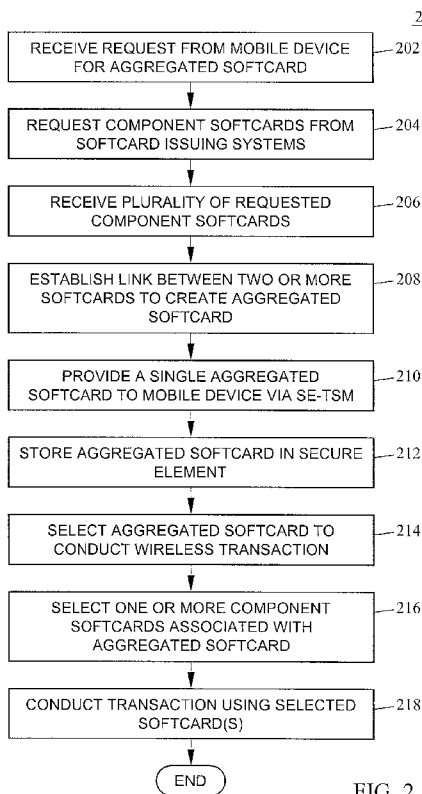 2
RECEIVE REQUEST FROM MOBILE DEVICE
FOR AGGREGATED SOFTCARD
202
REQUEST COMPONENT SOFTCARDS FROM
SOFTCARD ISSUING SYSTEMS
204
RECEIVE PLURALITY OF REQUESTED
COMPONENT SOFTCARDS
206
ESTABLISH LINK BETWEEN TWO OR MORE
SOFTCARDS TO CREATE AGGREGATED
SOFTCARD
208
PROVIDE A SINGLE AGGREGATED
SOFTCARD TO MOBILE DEVICE VIA SE-TSM
210
STORE AGGREGATED SOFTCARD IN SECURE
ELEMENT
212
SELECT AGGREGATED SOFTCARD TO
CONDUCT WIRELESS TRANSACTION
214
SELECT ONE OR MORE COMPONENT
SOFTCARDS ASSOCIATED WITH
AGGREGATED SOFTCARD
216
CONDUCT TRANSACTION USING SELECTED
SOFTCARD(S)
218
END
FIG. 2